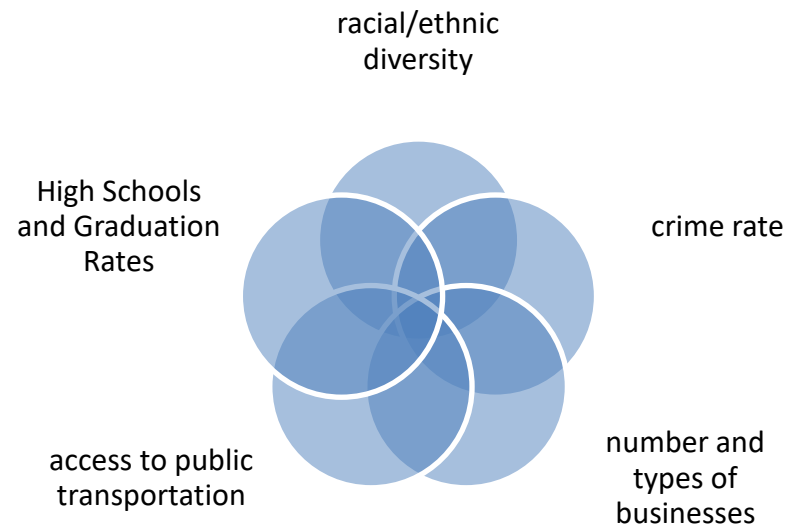 racial/ethnic
diversity
High Schools
and Graduation
Rates
crime rate
access to public
transportation
number and
types of
businesses